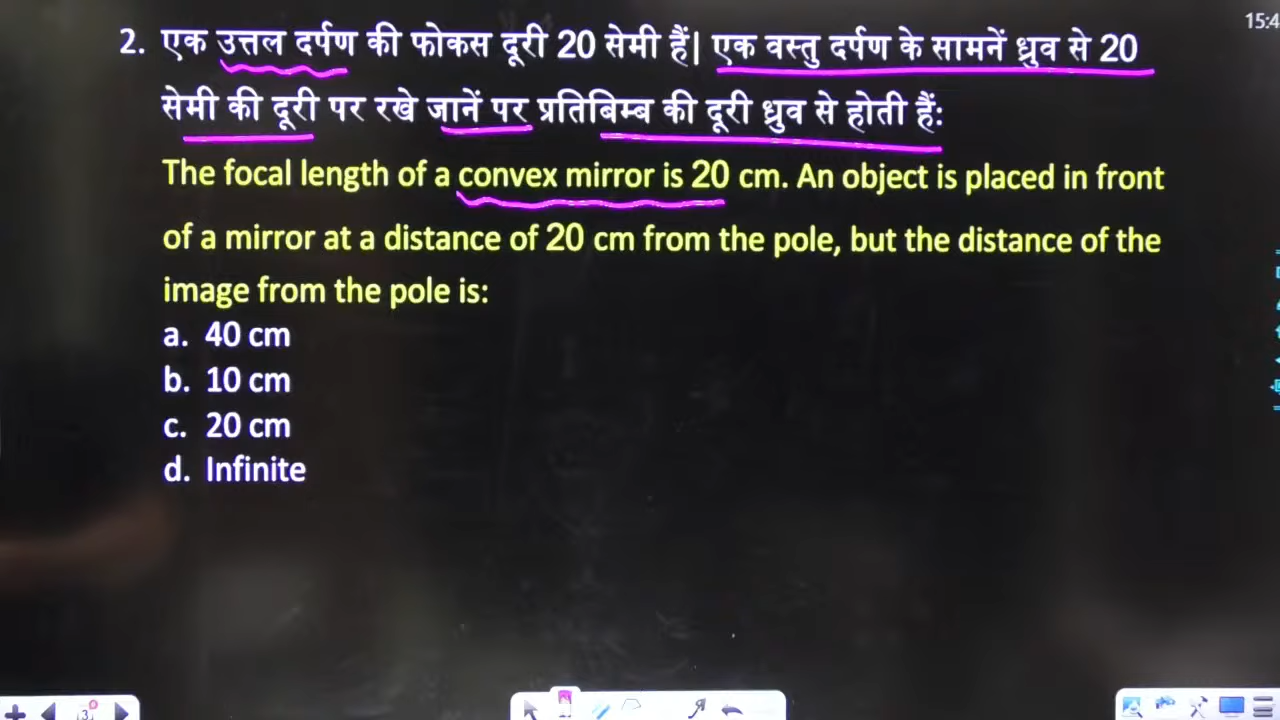 15:4
2. एक उत्तल दर्पण की फोकस दूरी 20 सेमी हैं| एक वस्तु दर्पण के सामनें ध्रुव से 20
सेमी की दूरी पर रखे जानें पर प्रतिबिम्ब की दूरी ध्रुव से होती हैं:
The focal length of a convex mirror is 20 cm. An object is placed in front
of a mirror at a distance of 20 cm from the pole, but the distance of the
image from the pole is:
a. 40 cm
b. 10 cm
c. 20 cm
d. Infinite